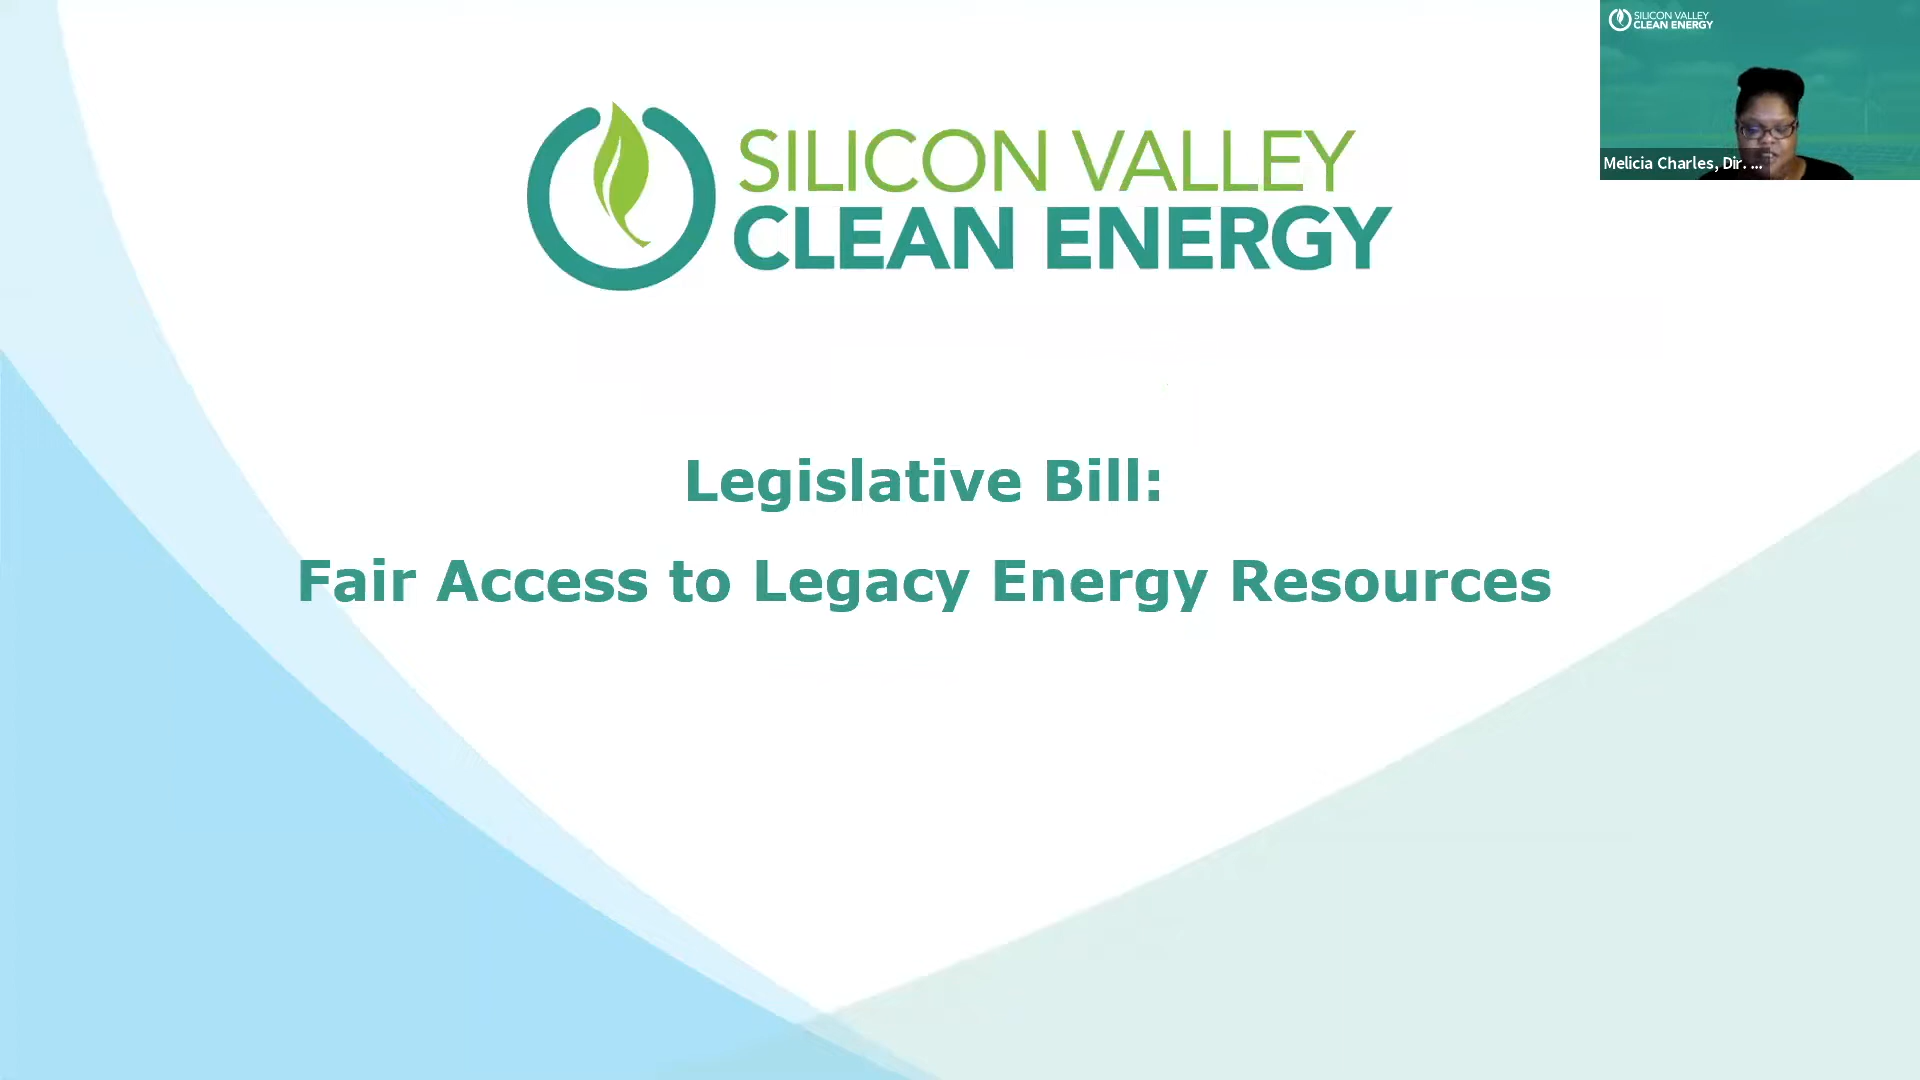 SILICON VALLEY
CLEAN ENERGY
SILICON VALLEY
CLEAN ENERGY
Melicia Charles, Dir. ...
Legislative Bill:
Fair Access to Legacy Energy Resources